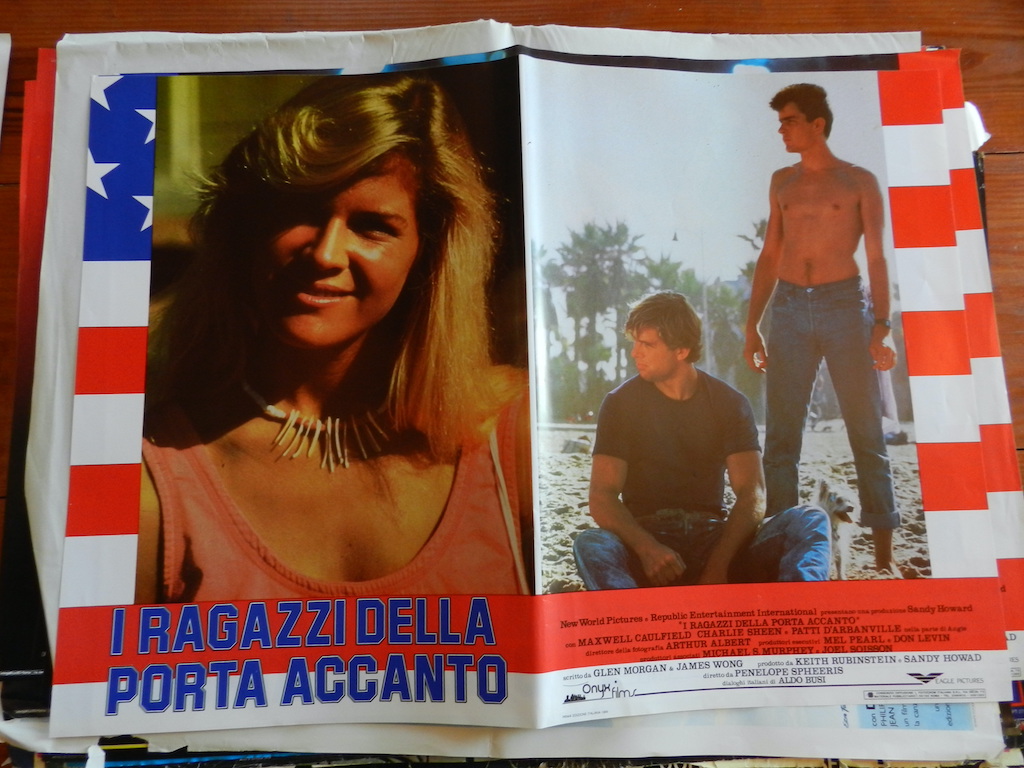 I RAGAZZI DELLA
PORTA ACCANTO
New World Pictures e Republic Entertainment International presentano una produzione Sandy Howard
"I RAGAZZI DELLA PORTA ACCANTO"
con MAXWELL CAULFIELD CHARLIE SHEEN e PATTI D'ARBANVILLE nella parte di Angie
direttore della fotografia ARTHUR ALBERT produttori esecutivi MEL PEARL e DON LEVIN
produttori associati MICHAEL S. MURPHEY e JOEL SOISSON
scritto da GLEN MORGAN e JAMES WONG prodotto da KEITH RUBINSTEIN e SANDY HOWAD
diretto da PENELOPE SPHEERIS
dialoghi italiani di ALDO BUSI
Onyx films
EAGLE PICTURES